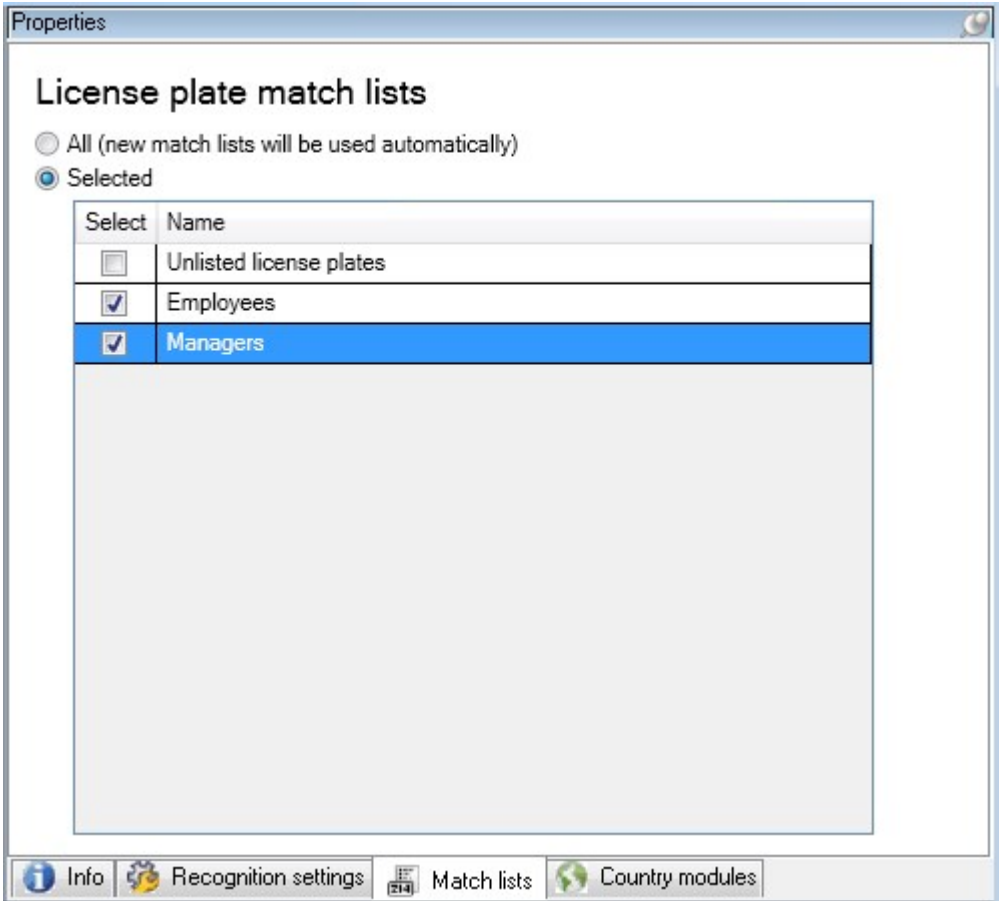 Properties
License plate match lists
All (new match lists will be used automatically)
Selected
Select Name
Unlisted license plates
Employees
Managers
Info Recognition settings Match lists Country modules